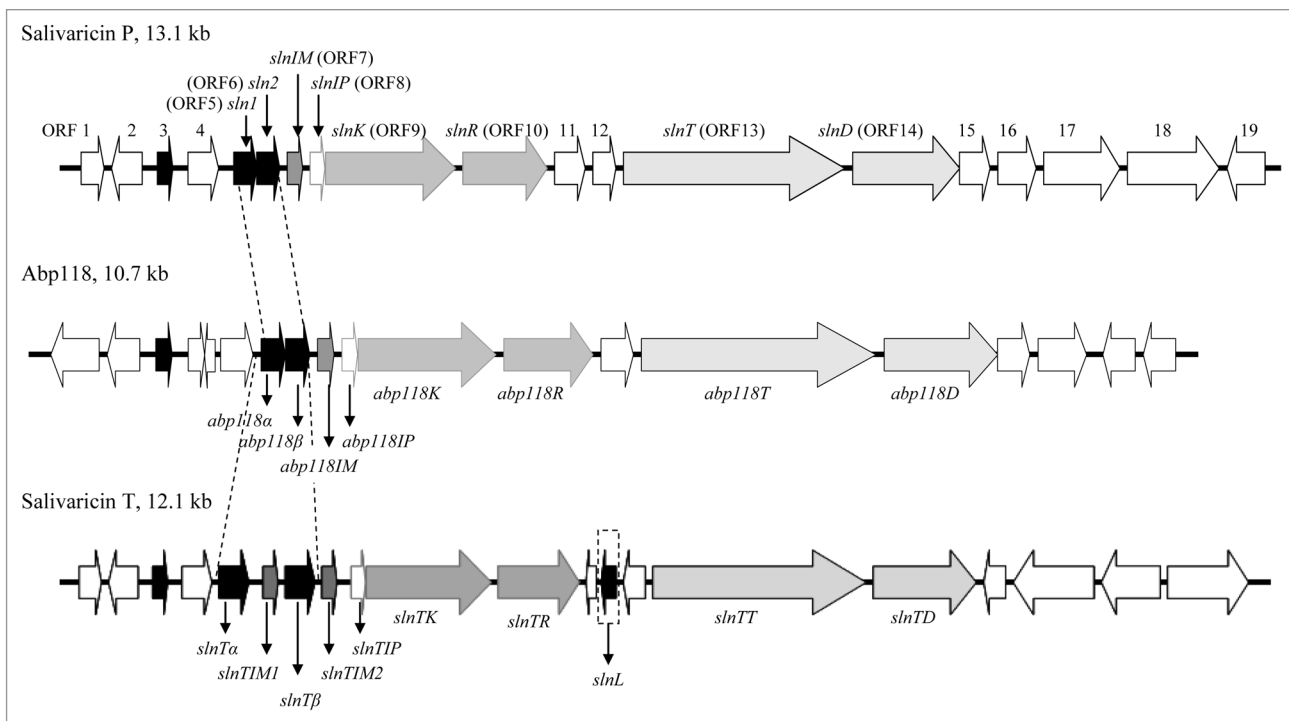 Salivaricin P, 13.1 kb
slnIM (ORF7)
(ORF6) sln2 slnIP (ORF8)
(ORF5) sln1
ORF 1 2 3 4 slnK (ORF9) slnR (ORF10) 11 12 slnT (ORF13) slnD (ORF14) 15 16 17 18 19
Abp118, 10.7 kb
abp118K abp118R abp118T abp118D
abp118α
abp118β abp118IP
abp118IM
Salivaricin T, 12.1 kb
slnTK slnTR slnTT slnTD
slnTα slnTIP
slnTIM1 slnTIM2 slnL
slnTβ